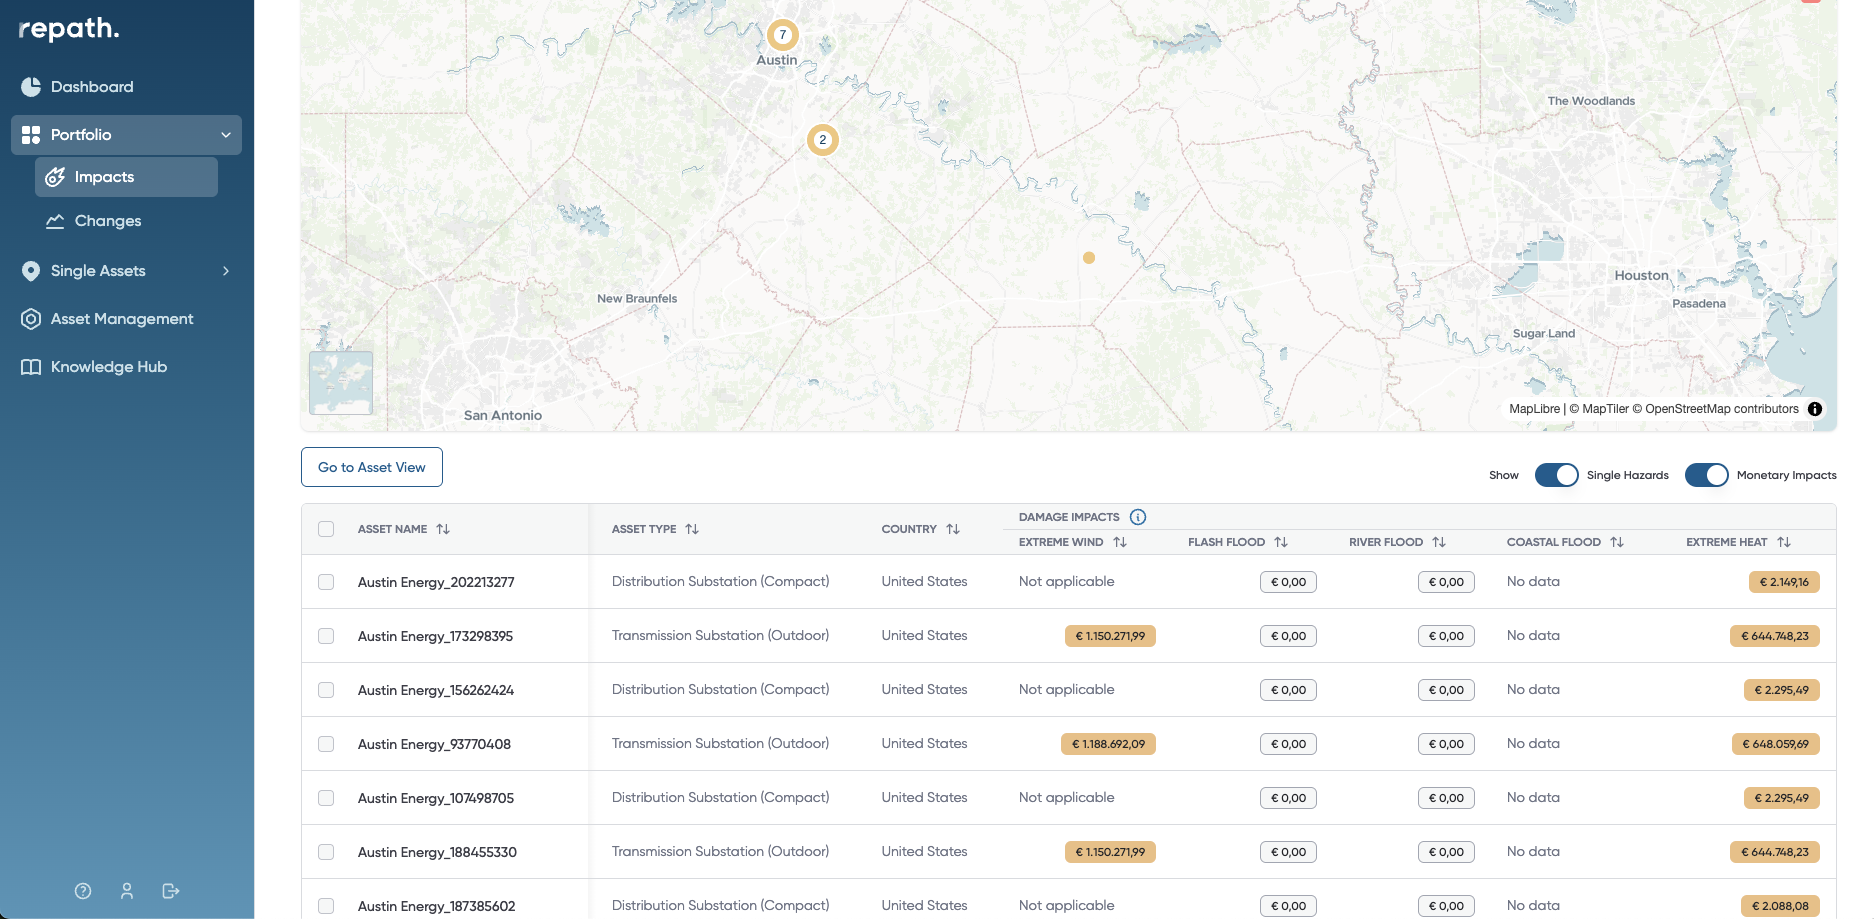 repath.
Dashboard
Portfolio
Impacts
Changes
Single Assets
Asset Management
Knowledge Hub
7
Austin
2
The Woodlands
Houston
Pasadena
New Braunfels
Sugar Land
San Antonio
MapLibre | © MapTiler © OpenStreetMap contributors
Go to Asset View
Show Single Hazards Monetary Impacts
ASSET NAME ASSET TYPE COUNTRY DAMAGE IMPACTS
EXTREME WIND FLASH FLOOD RIVER FLOOD COASTAL FLOOD EXTREME HEAT
Austin Energy_202213277 Distribution Substation (Compact) United States Not applicable € 0,00 € 0,00 No data € 2.149,16
Austin Energy_173298395 Transmission Substation (Outdoor) United States € 1.150.271,99 € 0,00 € 0,00 No data € 644.748,23
Austin Energy_156262424 Distribution Substation (Compact) United States Not applicable € 0,00 € 0,00 No data € 2.295,49
Austin Energy_93770408 Transmission Substation (Outdoor) United States € 1.188.692,09 € 0,00 € 0,00 No data € 648.059,69
Austin Energy_107498705 Distribution Substation (Compact) United States Not applicable € 0,00 € 0,00 No data € 2.295,49
Austin Energy_188455330 Transmission Substation (Outdoor) United States € 1.150.271,99 € 0,00 € 0,00 No data € 644.748,23
Austin Energy_187385602 Distribution Substation (Compact) United States Not applicable € 0,00 € 0,00 No data € 2.088,08